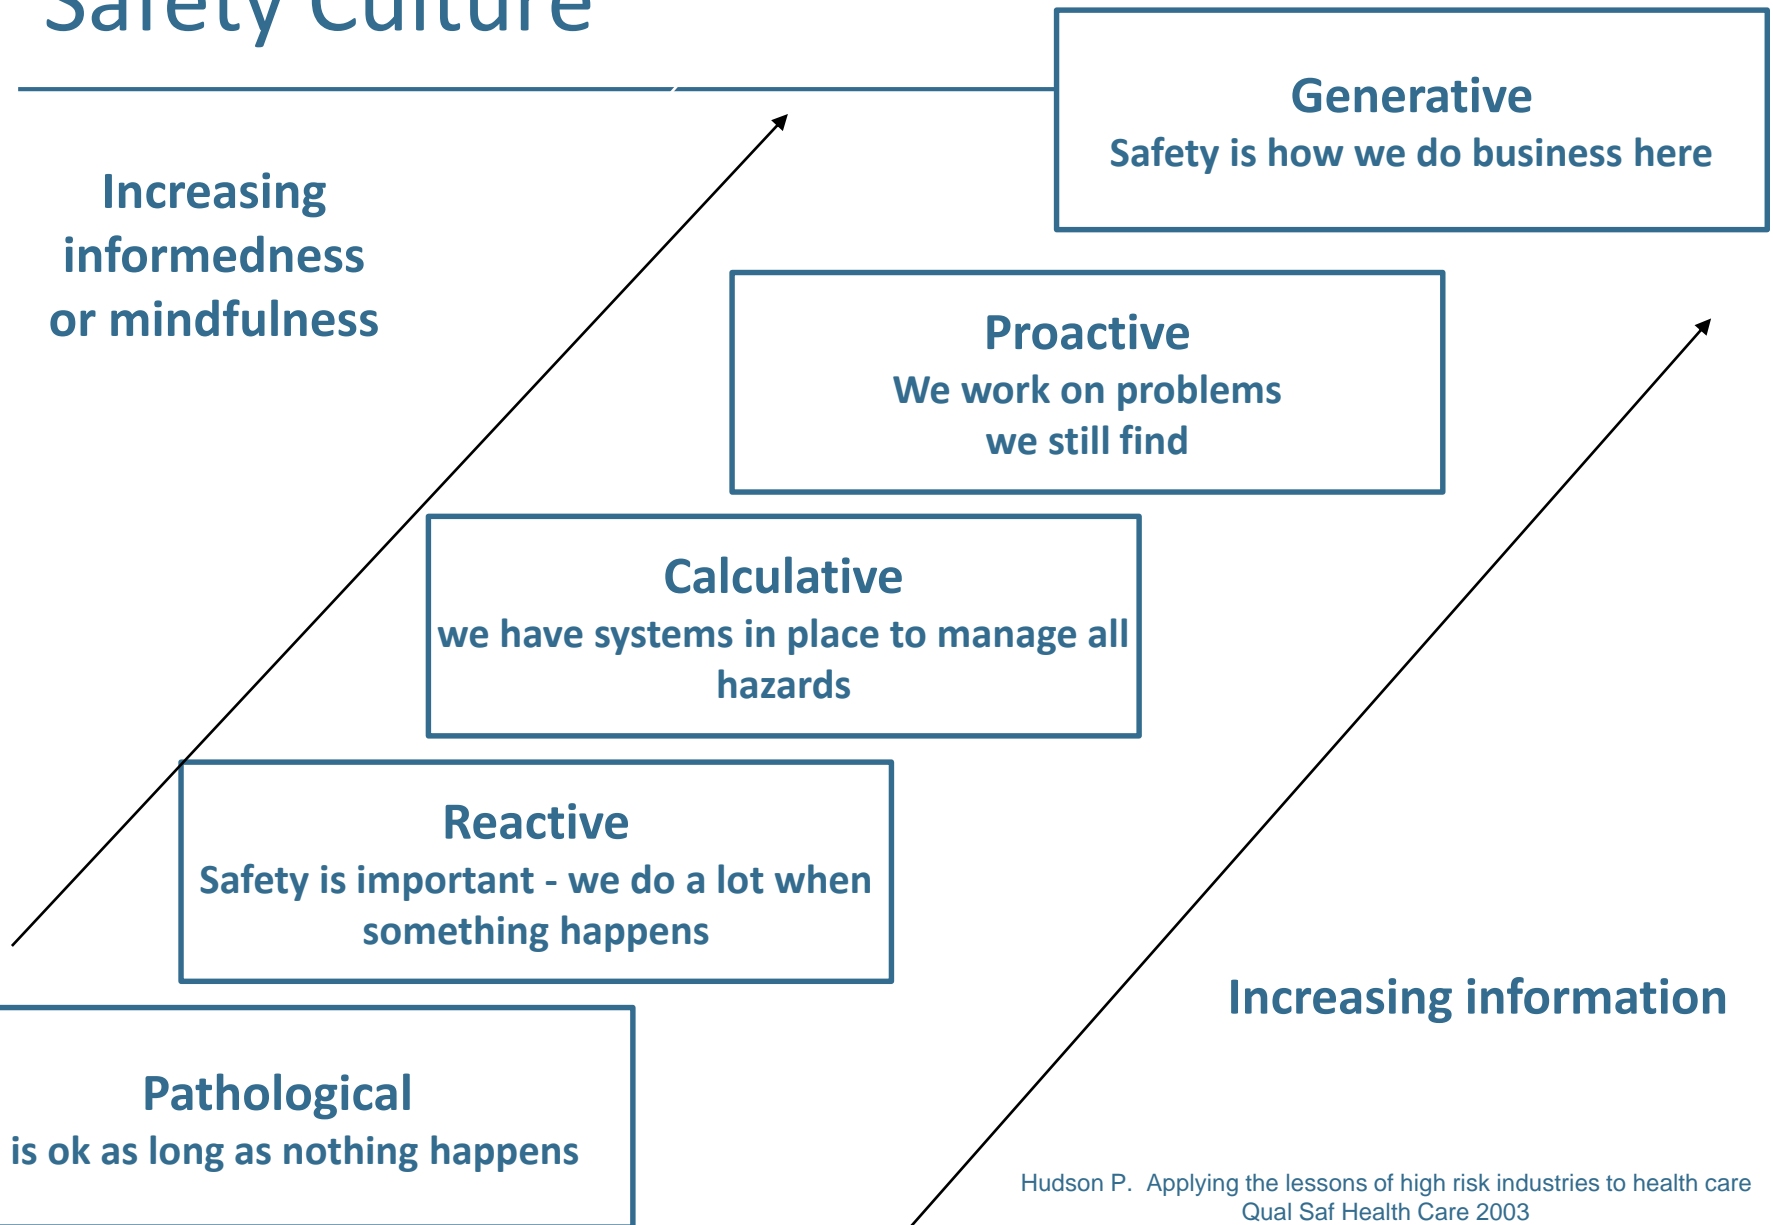 Safety Culture
Generative
Safety is how we do business here
Increasing
informedness
or mindfulness
Proactive
We work on problems
we still find
Calculative
we have systems in place to manage all
hazards
Reactive
Safety is important - we do a lot when
something happens
Increasing information
Pathological
is ok as long as nothing happens
Hudson P. Applying the lessons of high risk industries to health care
Qual Saf Health Care 2003